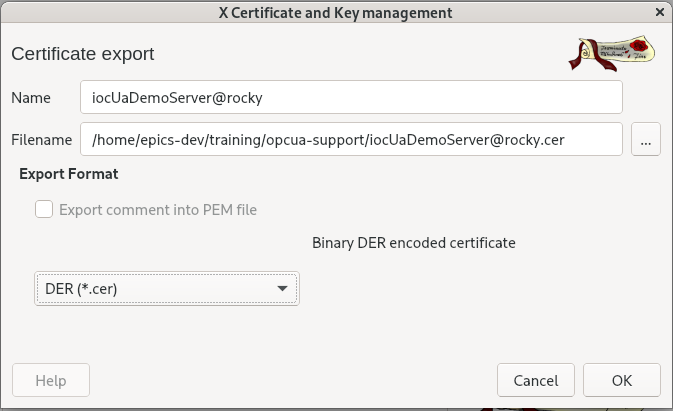 X Certificate and Key management
×
Certificate export
Name
iocUaDemoServer@rocky
Filename
/home/epics-dev/training/opcua-support/iocUaDemoServer@rocky.cer
...
Export Format
Export comment into PEM file
Binary DER encoded certificate
DER (*.cer)
Help
Cancel
OK